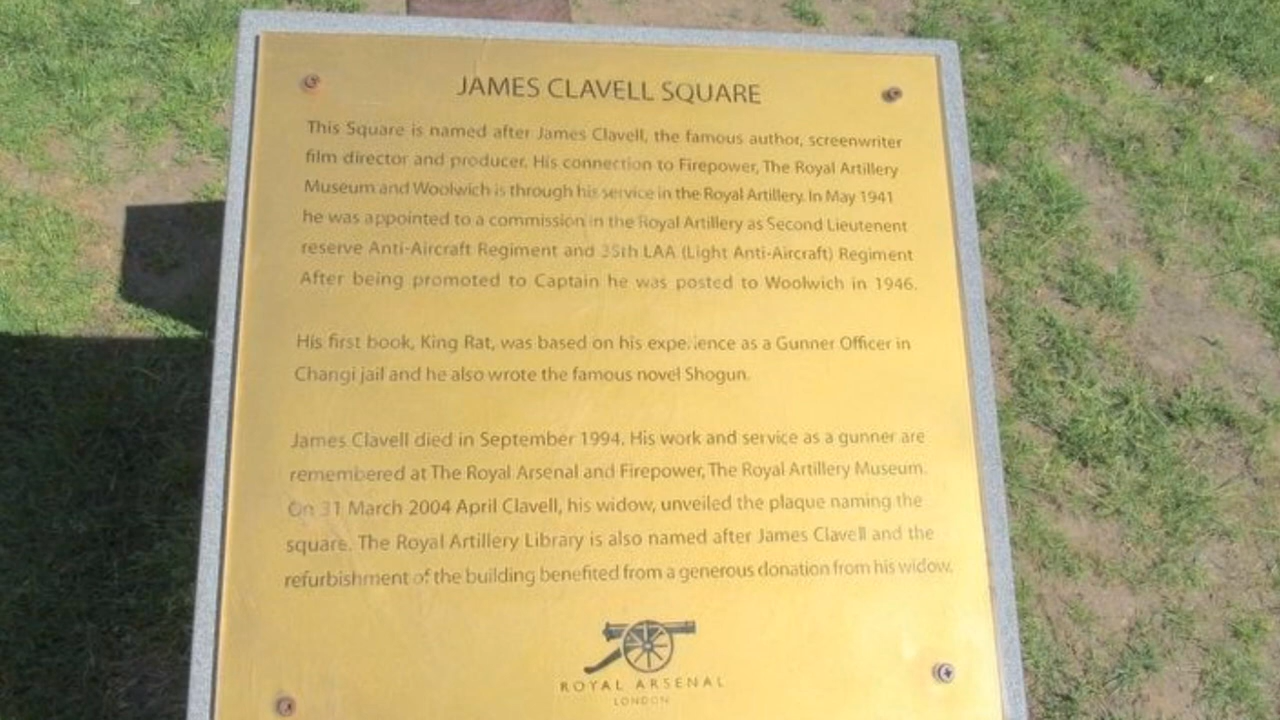 JAMES CLAVELL SQUARE
This Square is named after James Clavell, the famous author, screenwriter
film director and producer. His connection to Firepower, The Royal Artillery
Museum and Woolwich is through his service in the Royal Artillery. In May 1941
he was appointed to a commission in the Royal Artillery as Second Lieutenent
reserve Anti-Aircraft Regiment and 35th LAA (Light Anti-Aircraft) Regiment
After being promoted to Captain he was posted to Woolwich in 1946.
His first book, King Rat, was based on his experience as a Gunner Officer in
Changi jail and he also wrote the famous novel Shogun.
James Clavell died in September 1994. His work and service as a gunner are
remembered at The Royal Arsenal and Firepower, The Royal Artillery Museum.
On 31 March 2004 April Clavell, his widow, unveiled the plaque naming the
square. The Royal Artillery Library is also named after James Clavell and the
refurbishment of the building benefited from a generous donation from his widow.
ROYAL ARSENAL
LONDON